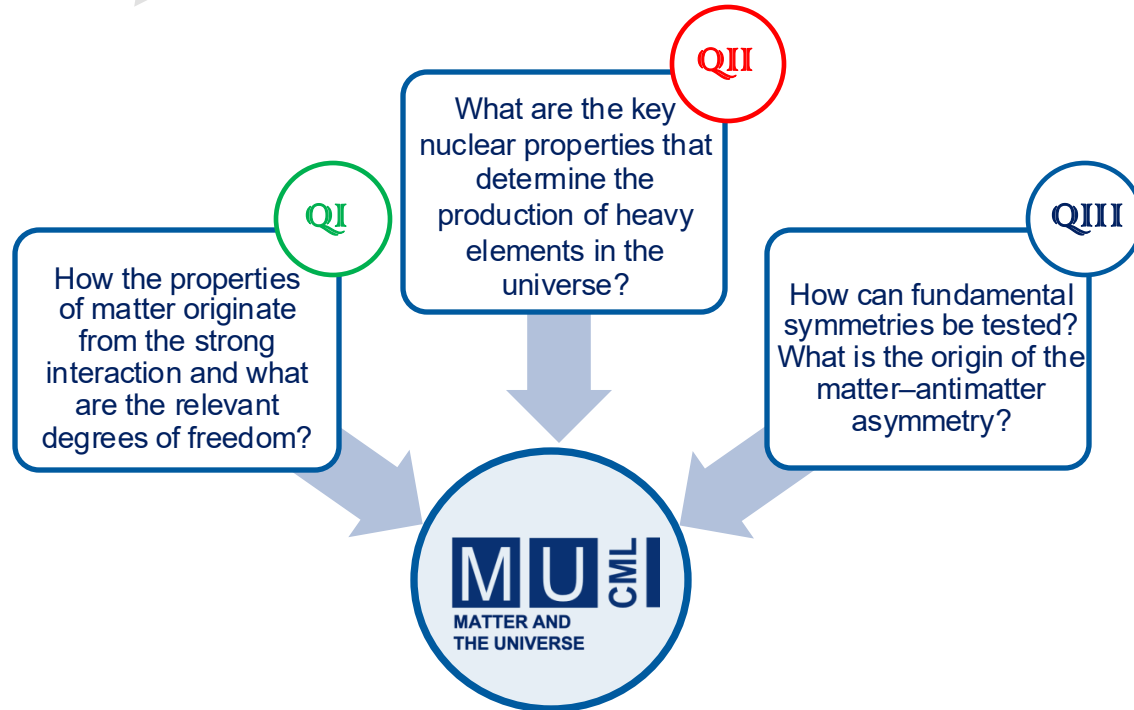 QI
How the properties
of matter originate
from the strong
interaction and what
are the relevant
degrees of freedom?
QII
What are the key
nuclear properties that
determine the
production of heavy
elements in the
universe?
QIII
How can fundamental
symmetries be tested?
What is the origin of the
matter–antimatter
asymmetry?
MU CML
MATTER AND
THE UNIVERSE